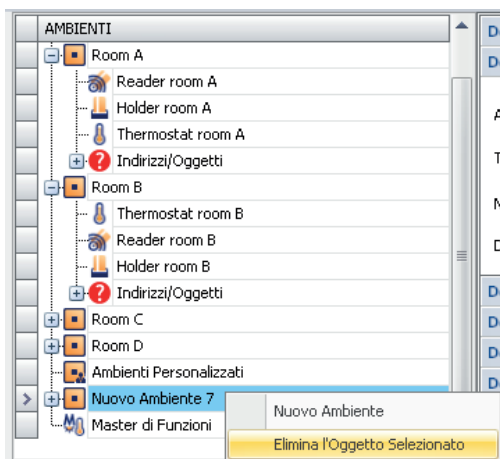 AMBIENTI
Room A
Reader room A
Holder room A
Thermostat room A
Indirizzi/Oggetti
Room B
Thermostat room B
Reader room B
Holder room B
Indirizzi/Oggetti
Room C
Room D
Ambienti Personalizzati
Nuovo Ambiente 7
Nuovo Ambiente
Master di Funzioni
Elimina l'Oggetto Selezionato